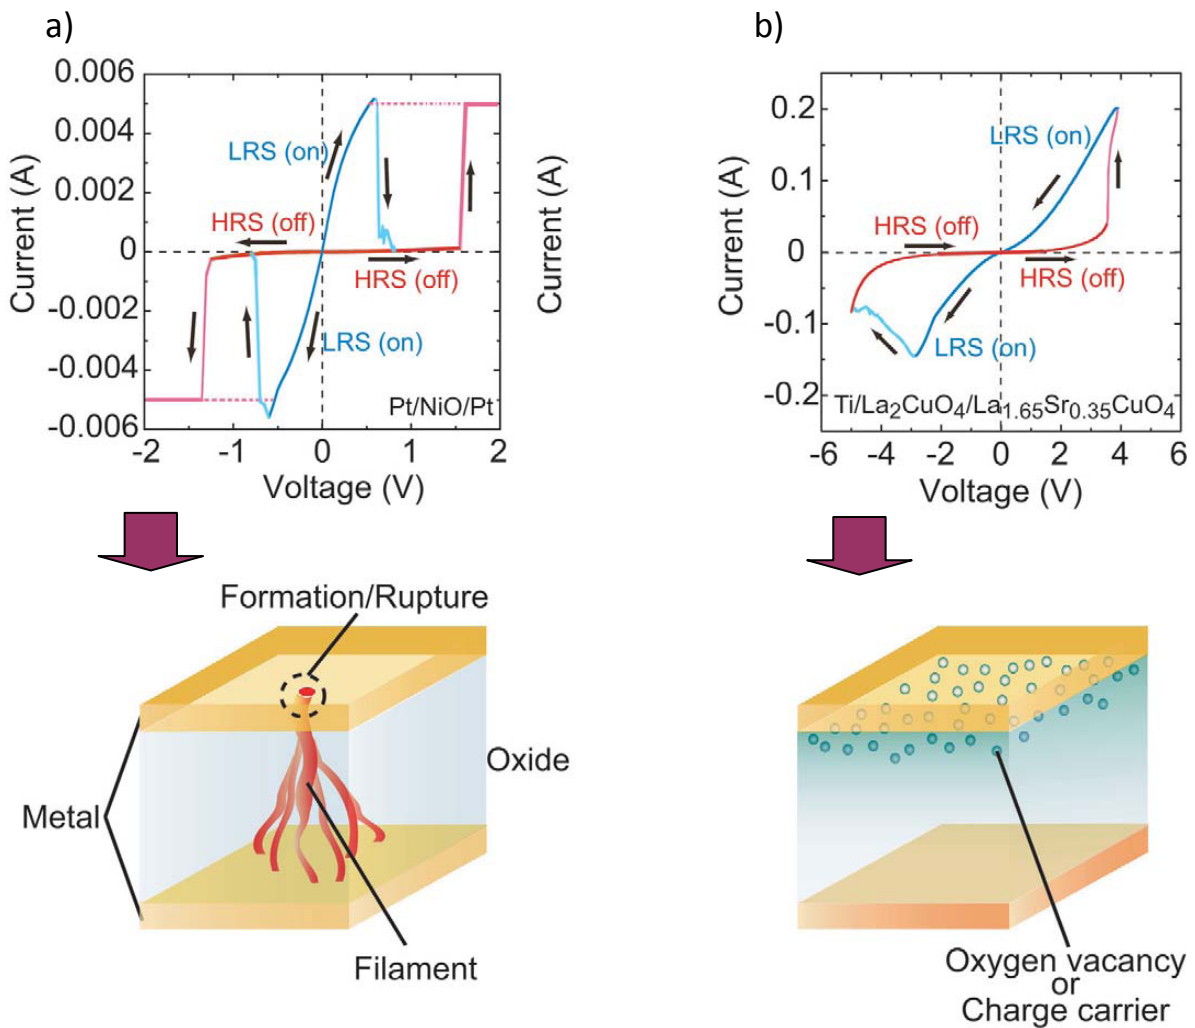 a)
0.006
0.004
0.002
0
-0.002
-0.004
-0.006
Current (A)
LRS (on)
HRS (off)
HRS (off)
LRS (on)
Pt/NiO/Pt
-2
-1
0
1
2
Voltage (V)
b)
0.2
0.1
0
-0.1
-0.2
Current (A)
LRS (on)
HRS (off)
HRS (off)
LRS (on)
Ti/La2CuO4/La1.65Sr0.35CuO4
-6
-4
-2
0
2
4
6
Voltage (V)
Formation/Rupture
Oxide
Metal
Filament
Oxygen vacancy
or
Charge carrier